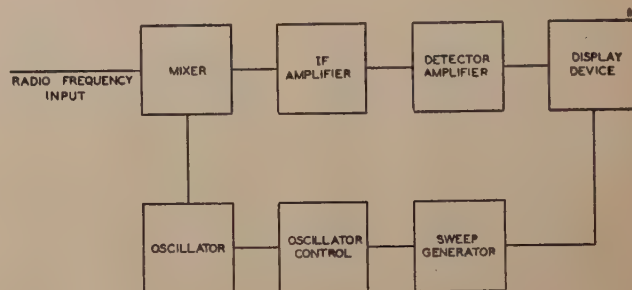 MIXER
IF
AMPLIFIER
DETECTOR
AMPLIFIER
DISPLAY
DEVICE
RADIO FREQUENCY
INPUT
OSCILLATOR
OSCILLATOR
CONTROL
SWEEP
GENERATOR